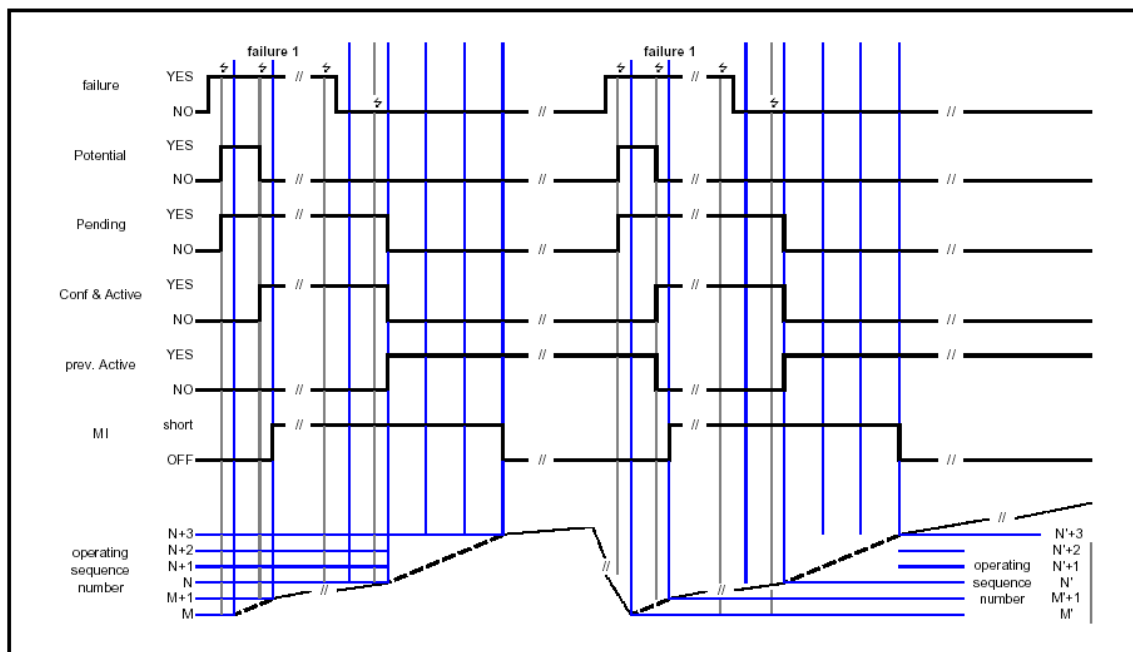 failure 1 failure 1
YES
failure // // // //
NO
YES
Potential
NO // // // //
YES // //
Pending
NO // //
YES // //
Conf & Active
NO // //
YES // //
prev. Active
NO // //
short // //
MI
OFF // //
N+3 // N'+3
operating N+2 N'+2
sequence N+1 // operating N'+1
number N // // sequence N'
M+1 number M'+1
M M'